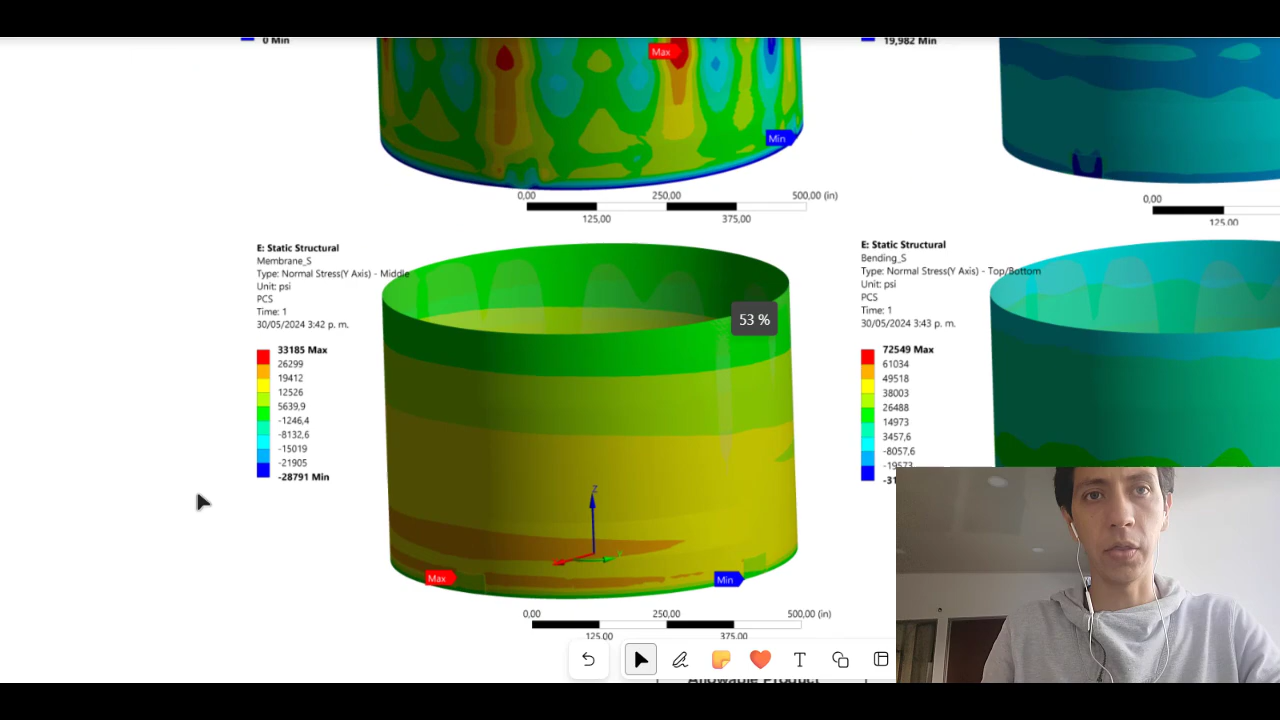 0 Min
Max
Min
0,00 250,00 500,00 (in)
125,00 375,00
19,982 Min
0,00
125,00
E: Static Structural
Membrane_S
Type: Normal Stress(Y Axis) - Middle
Unit: psi
PCS
Time: 1
30/05/2024 3:42 p. m.
33185 Max
26299
19412
12526
5639,9
-1246,4
-8132,6
-15019
-21905
-28791 Min
53 %
Z
Y
Max
Min
0,00 250,00 500,00 (in)
125,00 375,00
E: Static Structural
Bending_S
Type: Normal Stress(Y Axis) - Top/Bottom
Unit: psi
PCS
Time: 1
30/05/2024 3:43 p. m.
72549 Max
61034
49518
38003
26488
14973
3457,6
-8057,6
-19573
T
Allowable Product